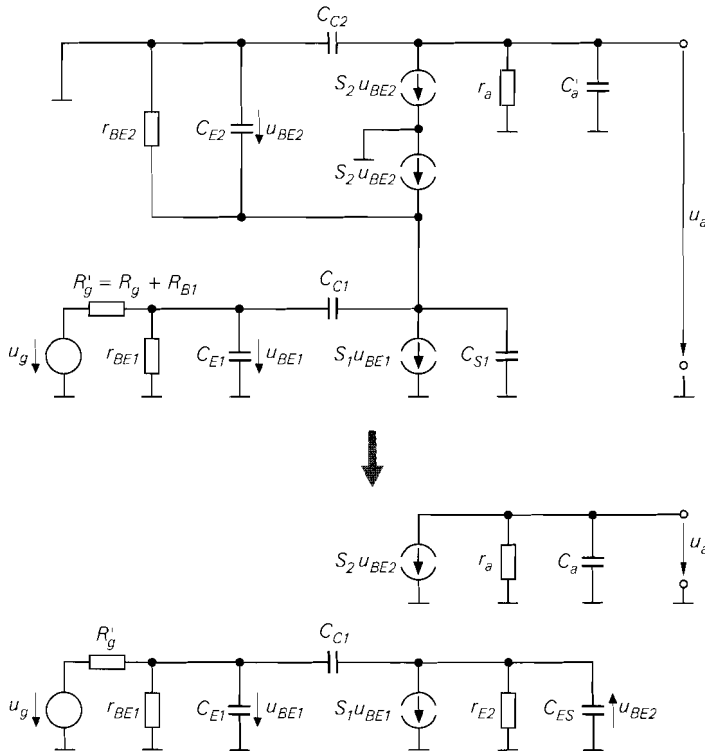 C_C2
S_2 u_BE2
r_a
C'_a
r_BE2
C_E2
u_BE2
S_2 u_BE2
u_a
R'_g = R_g + R_B1
C_C1
u_g
r_BE1
C_E1
u_BE1
S_1 u_BE1
C_S1
S_2 u_BE2
r_a
C_a
u_a
R'_g
C_C1
u_g
r_BE1
C_E1
u_BE1
S_1 u_BE1
r_E2
C_ES
u_BE2